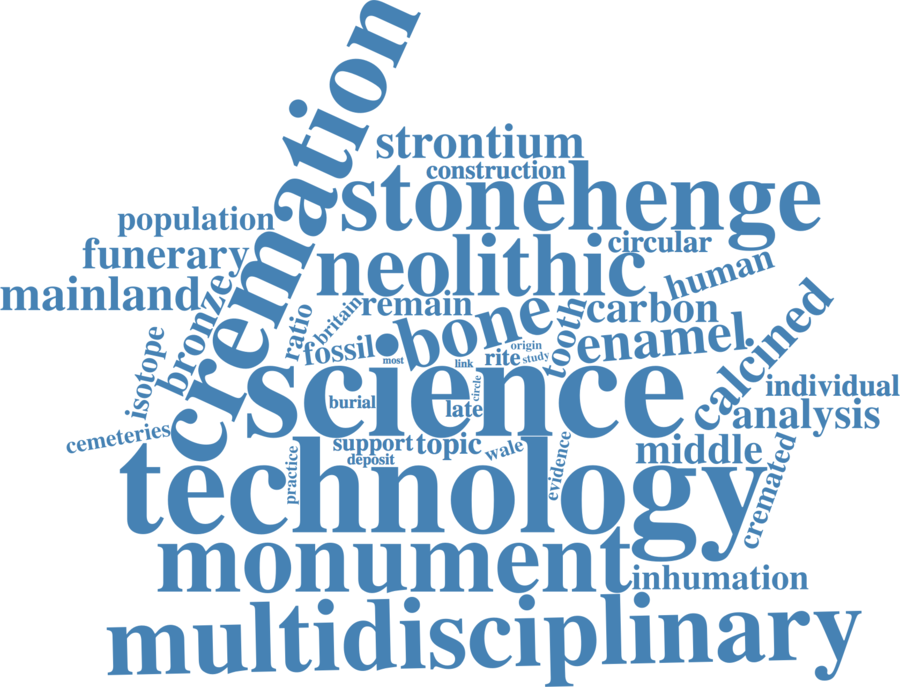 cremation
strontium
construction
stonehenge
population
circular
funerary
neolithic
human
mainland
bronze
remain
carbon
britain
ratio
bone
tooth
enamel
calcined
fossil
most
link
rite
origin
study
isotope
science
circle
individual
burial
late
analysis
cemeteries
support
topic
wale
middle
deposit
practice
evidence
cremated
technology
monument
inhumation
multidisciplinary